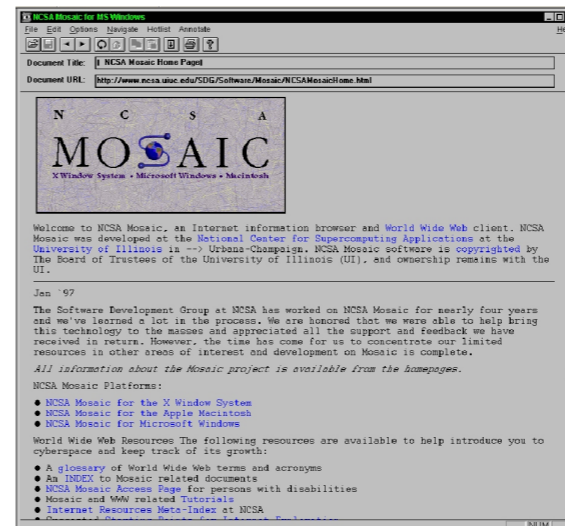 NCSA Mosaic for MS Windows
File Edit Options Navigate Hotlist Annotate
Document Title: NCSA Mosaic Home Page
Document URL: http://www.ncsa.uiuc.edu/SDG/Software/Mosaic/NCSAMosaicHome.html
N C S A
MOSAIC
X Window System • Microsoft Windows • Macintosh
Welcome to NCSA Mosaic, an Internet information browser and World Wide Web client. NCSA
Mosaic was developed at the National Center for Supercomputing Applications at the
University of Illinois in --> Urbana-Champaign. NCSA Mosaic software is copyrighted by
The Board of Trustees of the University of Illinois (UI), and ownership remains with the
UI.
Jan `97
The Software Development Group at NCSA has worked on NCSA Mosaic for nearly four years
and we've learned a lot in the process. We are honored that we were able to help bring
this technology to the masses and appreciated all the support and feedback we have
received in return. However, the time has come for us to concentrate our limited
resources in other areas of interest and development on Mosaic is complete.
All information about the Mosaic project is available from the homepages.
NCSA Mosaic Platforms:
● NCSA Mosaic for the X Window System
● NCSA Mosaic for the Apple Macintosh
● NCSA Mosaic for Microsoft Windows
World Wide Web Resources The following resources are available to help introduce you to
cyberspace and keep track of its growth:
● A glossary of World Wide Web terms and acronyms
● An INDEX to Mosaic related documents
● NCSA Mosaic Access Page for persons with disabilities
● Mosaic and WWW related Tutorials
● Internet Resources Meta-Index at NCSA
NUM